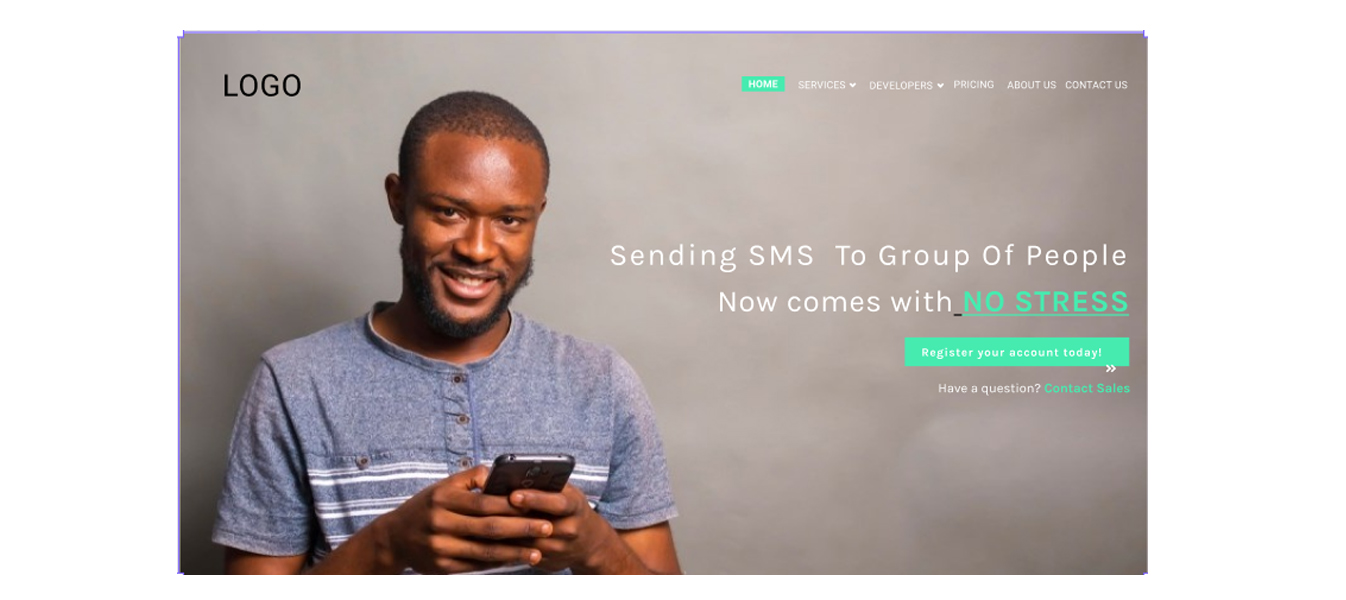 LOGO
HOME SERVICES DEVELOPERS PRICING ABOUT US CONTACT US
Sending SMS To Group Of People
Now comes with NO STRESS
Register your account today!
»
Have a question? Contact Sales